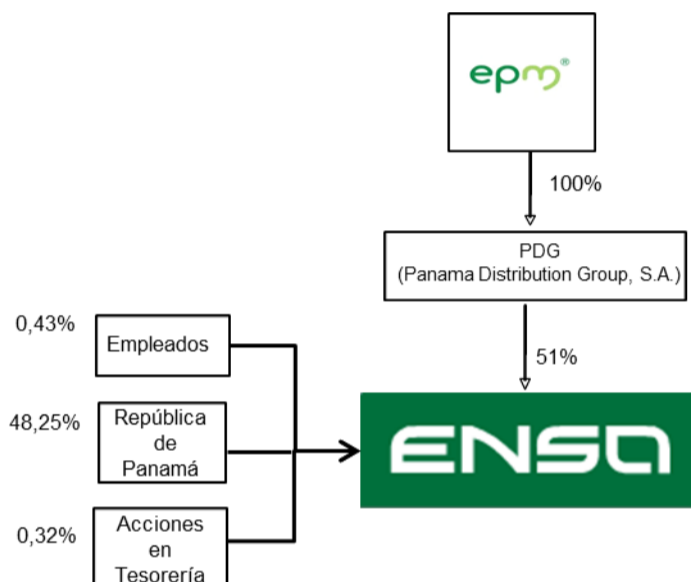 epm®
100%
PDG
(Panama Distribution Group, S.A.)
51%
0,43%
Empleados
48,25%
República
de
Panamá
ENSA
0,32%
Acciones
en
Tesorería